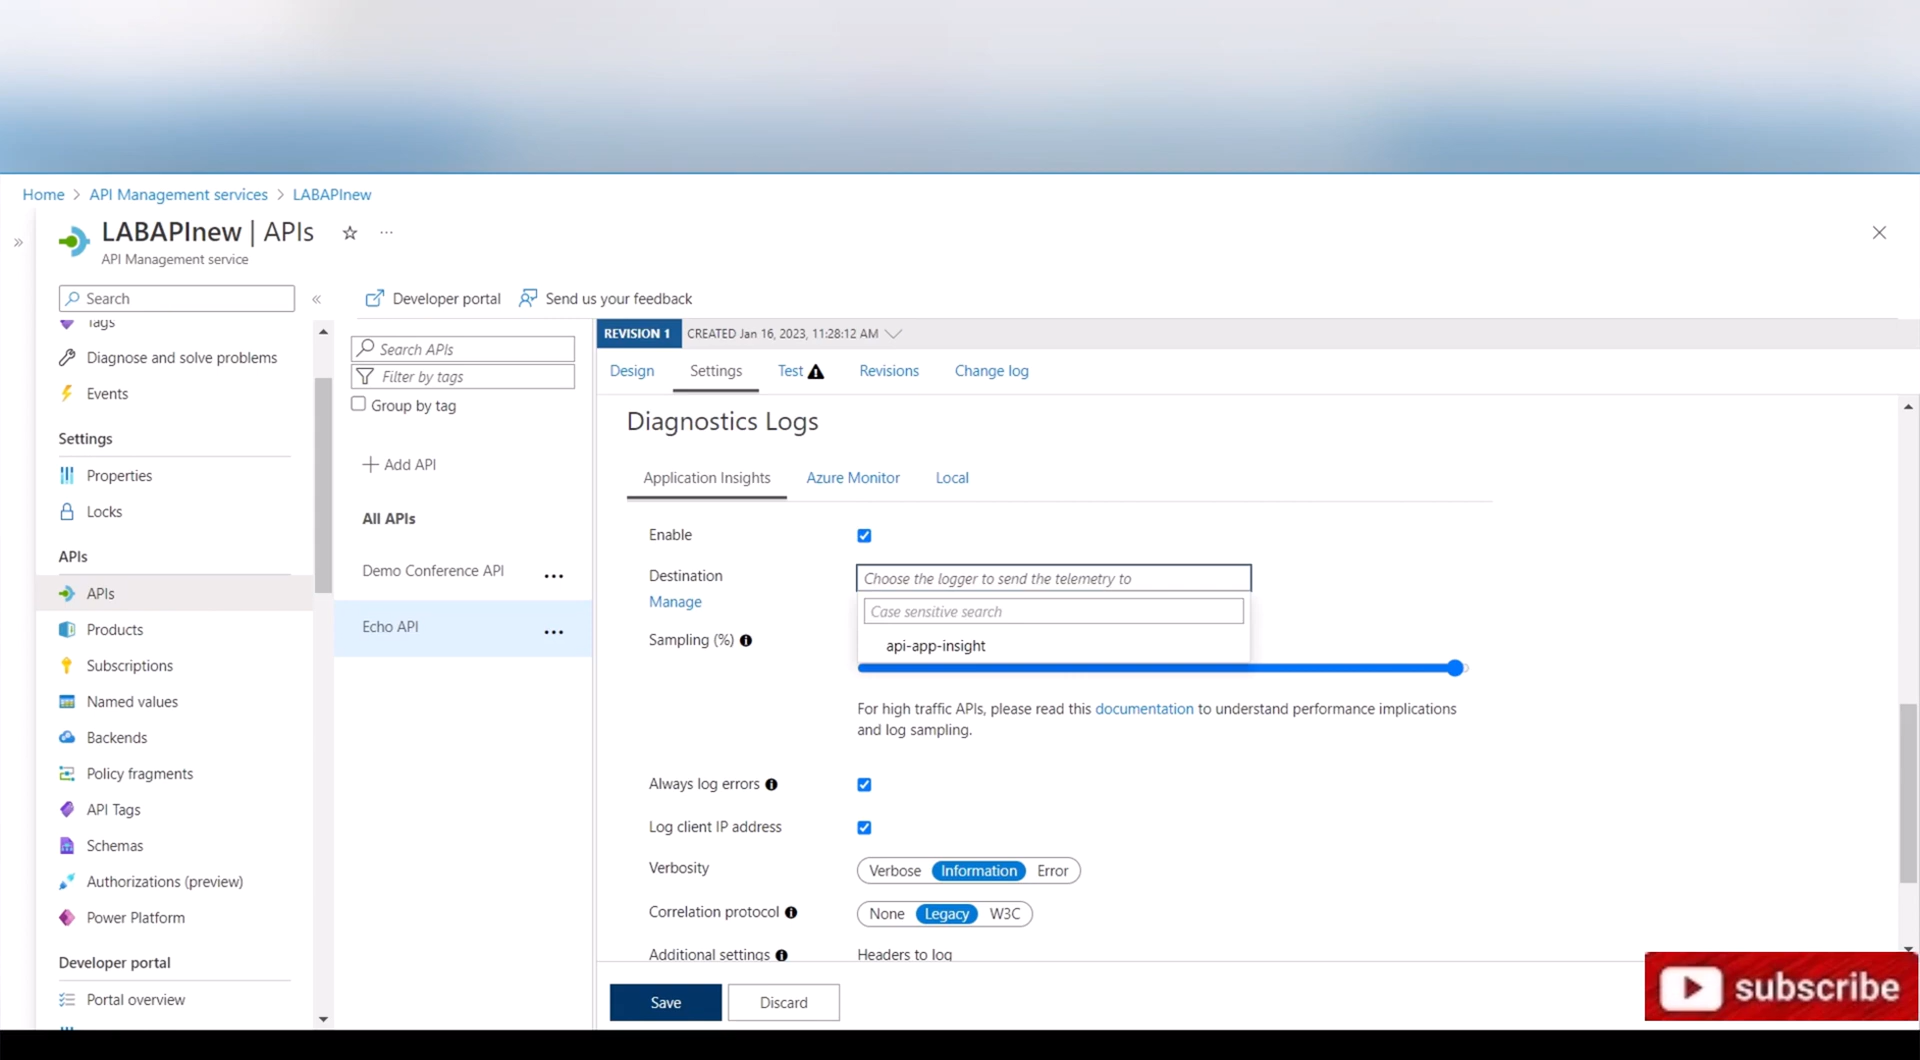 Home > API Management services > LABAPInew
LABAPInew | APIs
API Management service
Search
Developer portal
Send us your feedback
Tags
Diagnose and solve problems
Events
Settings
Properties
Locks
APIs
APIs
Products
Subscriptions
Named values
Backends
Policy fragments
API Tags
Schemas
Authorizations (preview)
Power Platform
Developer portal
Portal overview
Search APIs
Filter by tags
Group by tag
Add API
All APIs
Demo Conference API
Echo API
REVISION 1 CREATED Jan 16, 2023, 11:28:12 AM
Design Settings Test Revisions Change log
Diagnostics Logs
Application Insights Azure Monitor Local
Enable
Destination
Manage
Choose the logger to send the telemetry to
Case sensitive search
api-app-insight
Sampling (%)
For high traffic APIs, please read this documentation to understand performance implications
and log sampling.
Always log errors
Log client IP address
Verbosity
Verbose Information Error
Correlation protocol
None Legacy W3C
Additional settings
Headers to log
Save
Discard
subscribe